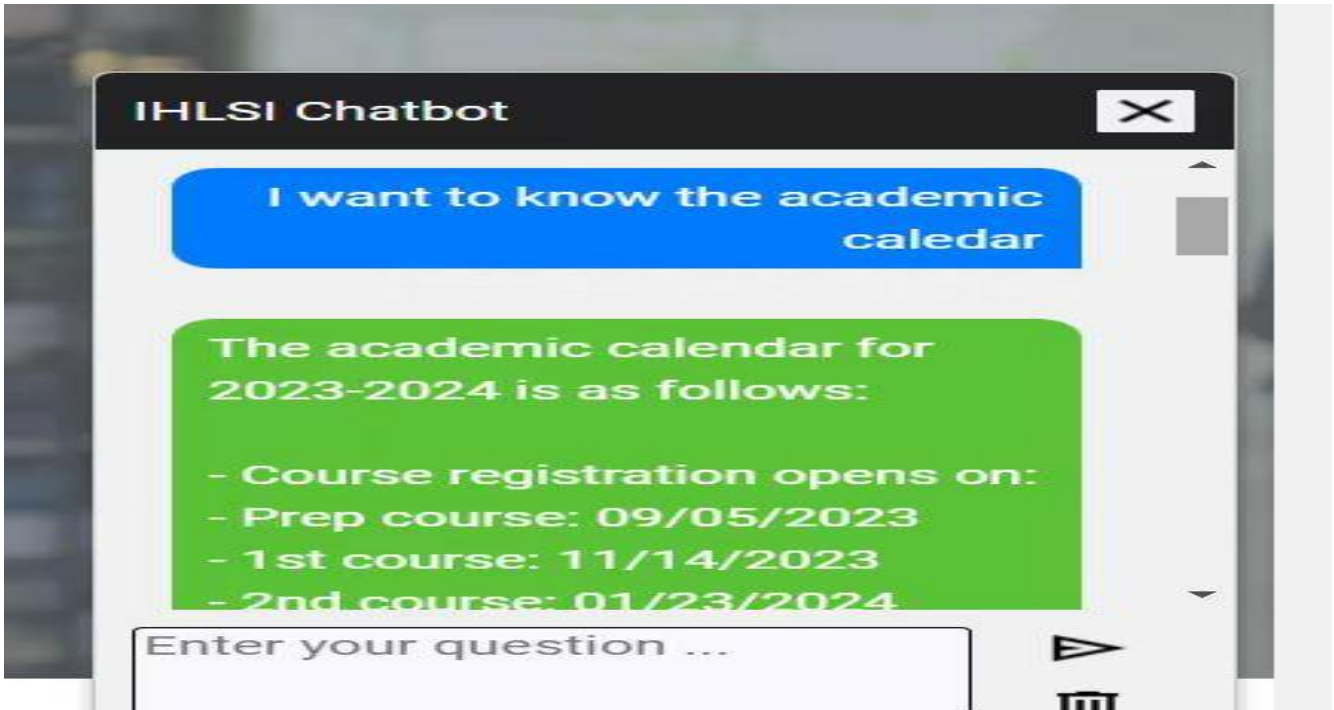 IHLSI Chatbot
I want to know the academic
caledar
The academic calendar for
2023-2024 is as follows:
- Course registration opens on:
- Prep course: 09/05/2023
- 1st course: 11/14/2023
- 2nd course: 01/23/2024
Enter your question ...